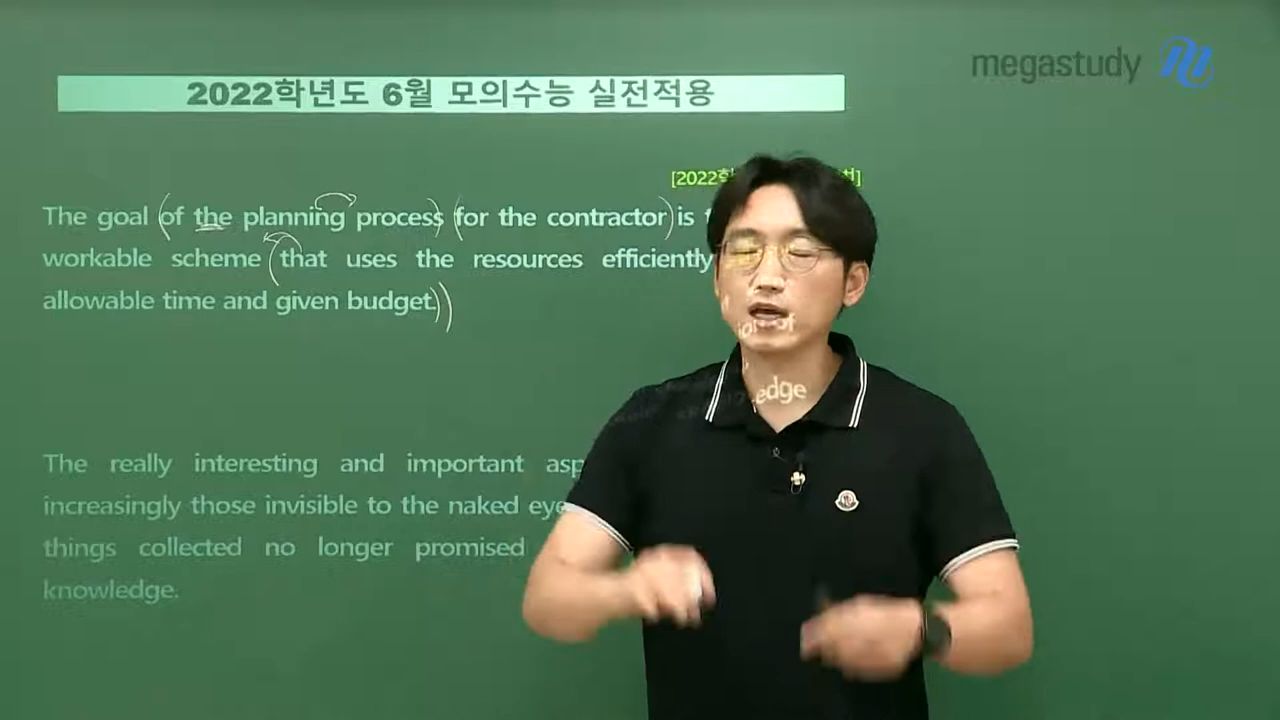 megastudy
2022학년도 6월 모의수능 실전적용
[2022학
The goal (of the planning process) (for the contractor) is
workable scheme (that uses the resources efficiently
allowable time and given budget.))
The really interesting and important
increasingly those invisible to the naked
things collected no longer promised
knowledge.